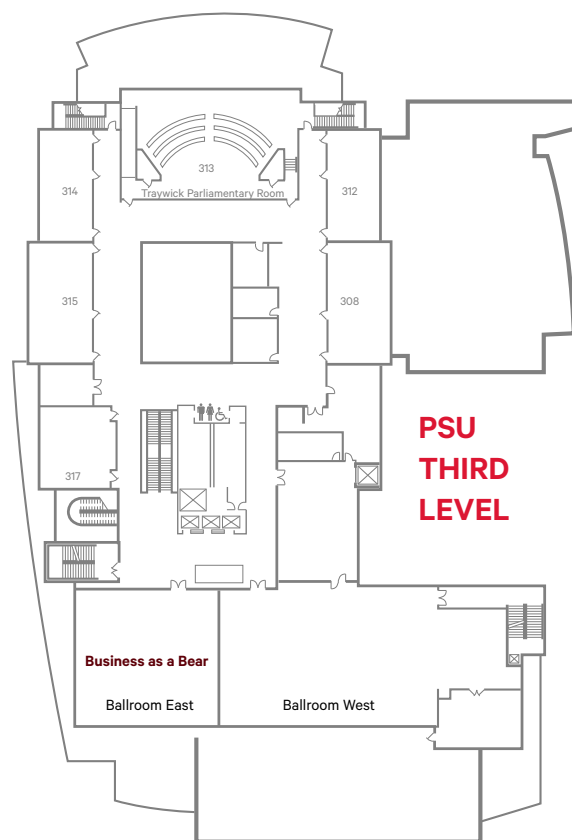 313
Traywick Parliamentary Room
314
312
315
308
317
PSU
THIRD
LEVEL
Business as a Bear
Ballroom East
Ballroom West